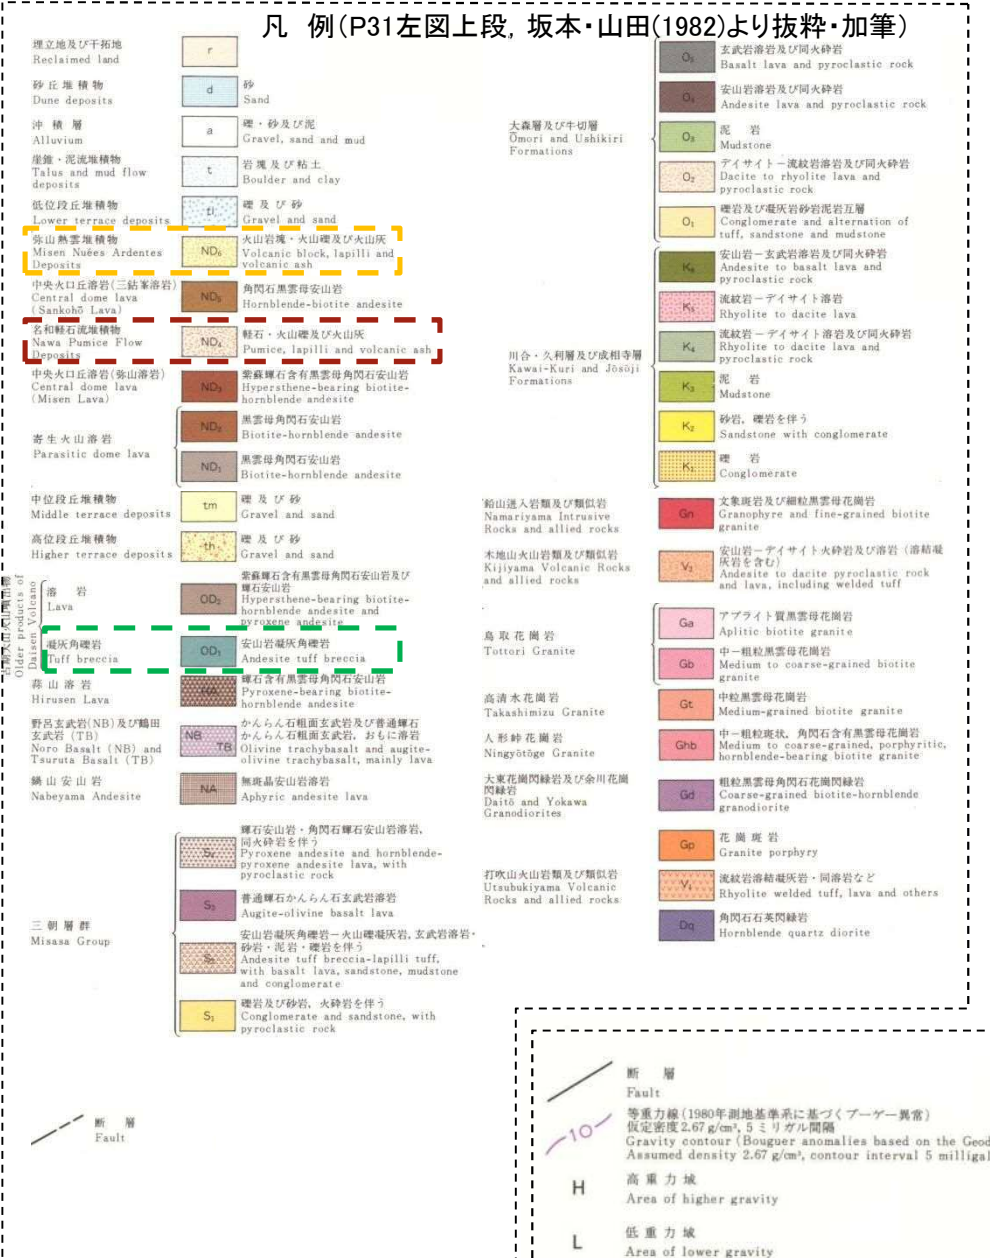 凡 例(P31左図上段, 坂本・山田(1982)より抜粋・加筆)
埋立地及び干拓地
Reclaimed land
r
砂丘堆積物
Dune deposits
d
砂
Sand
沖積層
Alluvium
a
礫・砂及び泥
Gravel, sand and mud
崖錐・泥流堆積物
Talus and mud flow
deposits
t
岩塊及び粘土
Boulder and clay
低位段丘堆積物
Lower terrace deposits
tl
礫及び砂
Gravel and sand
弥山熱雲堆積物
Misen Nuées Ardentes
Deposits
ND₅
火山岩塊・火山礫及び火山灰
Volcanic block, lapilli and
volcanic ash
中央火口丘溶岩(三鈷峯溶岩)
Central dome lava
(Sankohō Lava)
角閃石黒雲母安山岩
Hornblende-biotite andesite
名和軽石流堆積物
Nawa Pumice Flow
Deposits
ND₄
軽石・火山礫及び火山灰
Pumice, lapilli and volcanic ash
中央火口丘溶岩(弥山溶岩)
Central dome lava
(Misen Lava)
ND₃
紫蘇輝石含有黒雲母角閃石安山岩
Hypersthene-bearing biotite-
hornblende andesite
寄生火山溶岩
Parasitic dome lava
ND₂
黒雲母角閃石安山岩
Biotite-hornblende andesite
ND₁
黒雲母角閃石安山岩
Biotite-hornblende andesite
中位段丘堆積物
Middle terrace deposits
tm
礫及び砂
Gravel and sand
高位段丘堆積物
Higher terrace deposits
th
礫及び砂
Gravel and sand
古期大山火山噴出物
Older products of
Daisen Volcano
溶岩
Lava
OD₂
紫蘇輝石含有黒雲母角閃石安山岩及び
輝石安山岩
Hypersthene-bearing biotite-
hornblende andesite and
pyroxene andesite
凝灰角礫岩
Tuff breccia
OD₁
安山岩凝灰角礫岩
Andesite tuff breccia
蒜山溶岩
Hirusen Lava
HA
輝石含有黒雲母角閃石安山岩
Pyroxene-bearing biotite-
hornblende andesite
野呂玄武岩(NB)及び鶴田
玄武岩(TB)
Noro Basalt (NB) and
Tsuruta Basalt (TB)
NB
TB
かんらん石粗面玄武岩及び普通輝石
かんらん石粗面玄武岩, おもに溶岩
Olivine trachybasalt and augite-
olivine trachybasalt, mainly lava
鍋山安山岩
Nabeyama Andesite
NA
無斑晶安山岩溶岩
Aphyric andesite lava
三朝層群
Misasa Group
S₄
輝石安山岩・角閃石輝石安山岩溶岩,
同火砕岩を伴う
Pyroxene andesite and hornblende-
pyroxene andesite lava, with
pyroclastic rock
S₃
普通輝石かんらん石玄武岩溶岩
Augite-olivine basalt lava
S₂
安山岩凝灰角礫岩−火山礫凝灰岩, 玄武岩溶岩・
砂岩・泥岩・礫岩を伴う
Andesite tuff breccia-lapilli tuff,
with basalt lava, sandstone, mudstone
and conglomerate
S₁
礫岩及び砂岩, 火砕岩を伴う
Conglomerate and sandstone, with
pyroclastic rock
断層
Fault
大森層及び牛切層
Ōmori and Ushikiri
Formations
O₅
玄武岩溶岩及び同火砕岩
Basalt lava and pyroclastic rock
O₄
安山岩溶岩及び同火砕岩
Andesite lava and pyroclastic rock
O₃
泥岩
Mudstone
O₂
デイサイト−流紋岩溶岩及び同火砕岩
Dacite to rhyolite lava and
pyroclastic rock
O₁
礫岩及び凝灰岩砂岩泥岩互層
Conglomerate and alternation of
tuff, sandstone and mudstone
川合・久利層及び成相寺層
Kawai-Kuri and Jōsōji
Formations
K₆
安山岩−玄武岩溶岩及び同火砕岩
Andesite to basalt lava and
pyroclastic rock
K₅
流紋岩−デイサイト溶岩
Rhyolite to dacite lava
K₄
流紋岩−デイサイト溶岩及び同火砕岩
Rhyolite to dacite lava and
pyroclastic rock
K₃
泥岩
Mudstone
K₂
砂岩, 礫岩を伴う
Sandstone with conglomerate
K₁
礫岩
Conglomerate
鉛山迸入岩類及び類似岩
Namariyama Intrusive
Rocks and allied rocks
Gn
文象斑岩及び細粒黒雲母花崗岩
Granophyre and fine-grained biotite
granite
木地山火山岩類及び類似岩
Kijiyama Volcanic Rocks
and allied rocks
V₂
安山岩−デイサイト火砕岩及び溶岩(溶結凝
灰岩を含む)
Andesite to dacite pyroclastic rock
and lava, including welded tuff
鳥取花崗岩
Tottori Granite
Ga
アプライト質黒雲母花崗岩
Aplitic biotite granite
Gb
中−粗粒黒雲母花崗岩
Medium to coarse-grained biotite
granite
高清水花崗岩
Takashimizu Granite
Gt
中粒黒雲母花崗岩
Medium-grained biotite granite
人形峠花崗岩
Ningyōtōge Granite
Ghb
中−粗粒斑状, 角閃石含有黒雲母花崗岩
Medium to coarse-grained, porphyritic,
hornblende-bearing biotite granite
大東花崗閃緑岩及び余川花崗
閃緑岩
Daitō and Yokawa
Granodiorites
Gd
粗粒黒雲母角閃石花崗閃緑岩
Coarse-grained biotite-hornblende
granodiorite
Gp
花崗斑岩
Granite porphyry
打吹山火山岩類及び類似岩
Utsubukiyama Volcanic
Rocks and allied rocks
V₁
流紋岩溶結凝灰岩・同溶岩など
Rhyolite welded tuff, lava and others
Dq
角閃石石英閃緑岩
Hornblende quartz diorite
断層
Fault
10
等重力線(1980年測地基準系に基づくブーゲー異常)
仮定密度2.67 g/cm³, 5ミリガル間隔
Gravity contour (Bouguer anomalies based on the Geod
Assumed density 2.67 g/cm³, contour interval 5 milligal
H
高重力域
Area of higher gravity
L
低重力域
Area of lower gravity